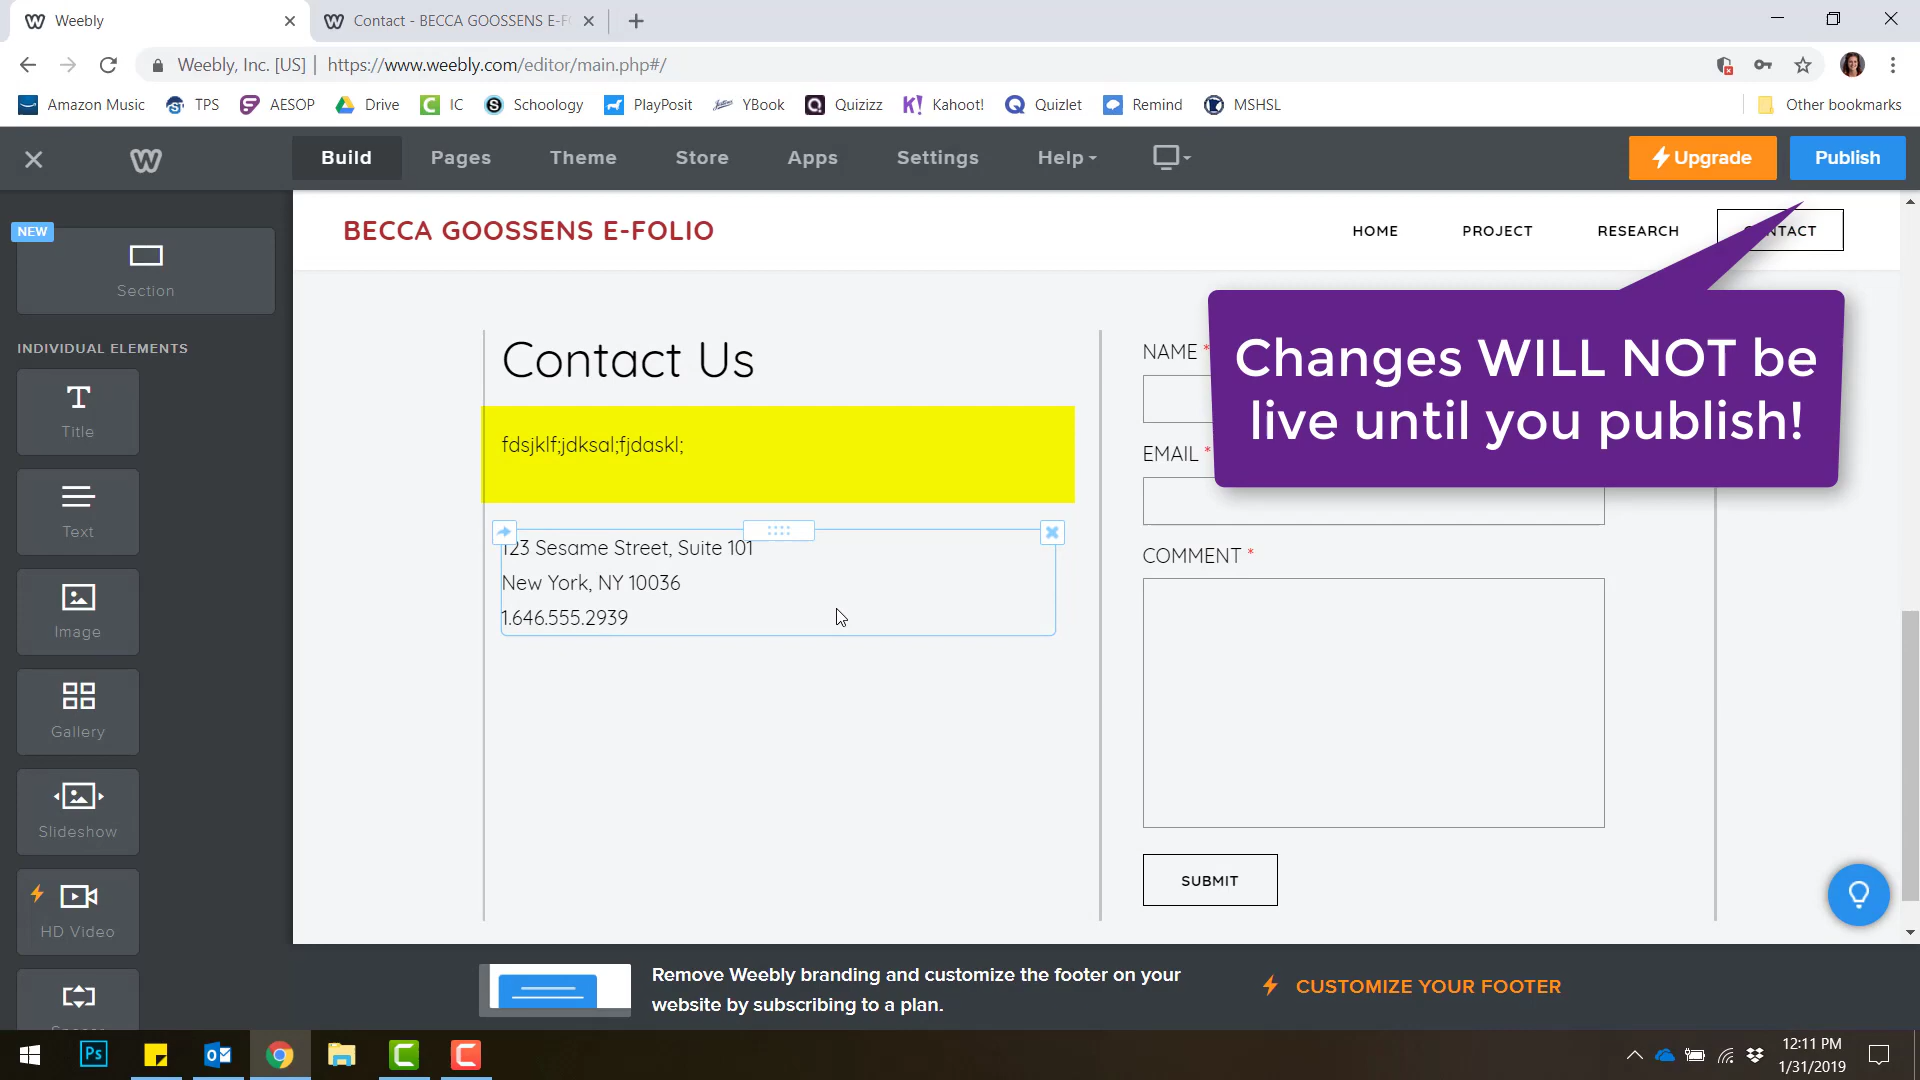 Weebly
Contact - BECCA GOOSSENS E-F
Weebly, Inc. [US] | https://www.weebly.com/editor/main.php#/
Amazon Music TPS AESOP Drive IC Schoology PlayPosit YBook Quizizz Kahoot! Quizlet Remind MSHSL Other bookmarks
Build Pages Theme Store Apps Settings Help Upgrade Publish
NEW
Section
INDIVIDUAL ELEMENTS
Title
Text
Image
Gallery
Slideshow
HD Video
BECCA GOOSSENS E-FOLIO
HOME PROJECT RESEARCH CONTACT
Changes WILL NOT be
live until you publish!
Contact Us
fdsjklf;jdksal;fjdaskl;
123 Sesame Street, Suite 101
New York, NY 10036
1.646.555.2939
NAME *
EMAIL *
COMMENT *
SUBMIT
Remove Weebly branding and customize the footer on your
website by subscribing to a plan.
CUSTOMIZE YOUR FOOTER
Ps
12:11 PM
1/31/2019